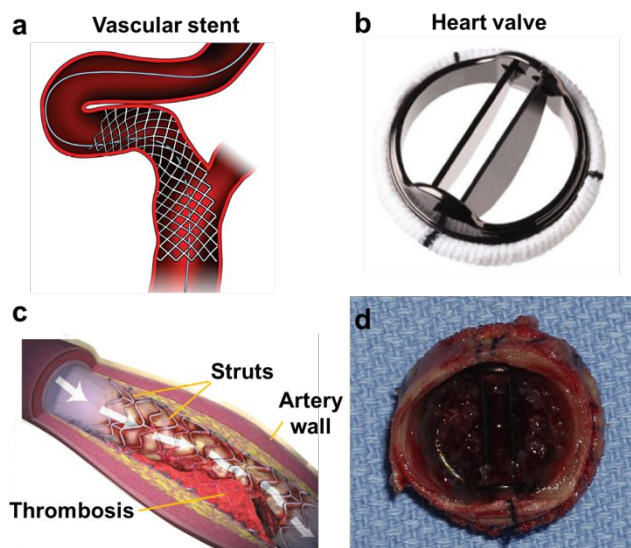 a
Vascular stent
b
Heart valve
c
Struts
Artery
wall
Thrombosis
d